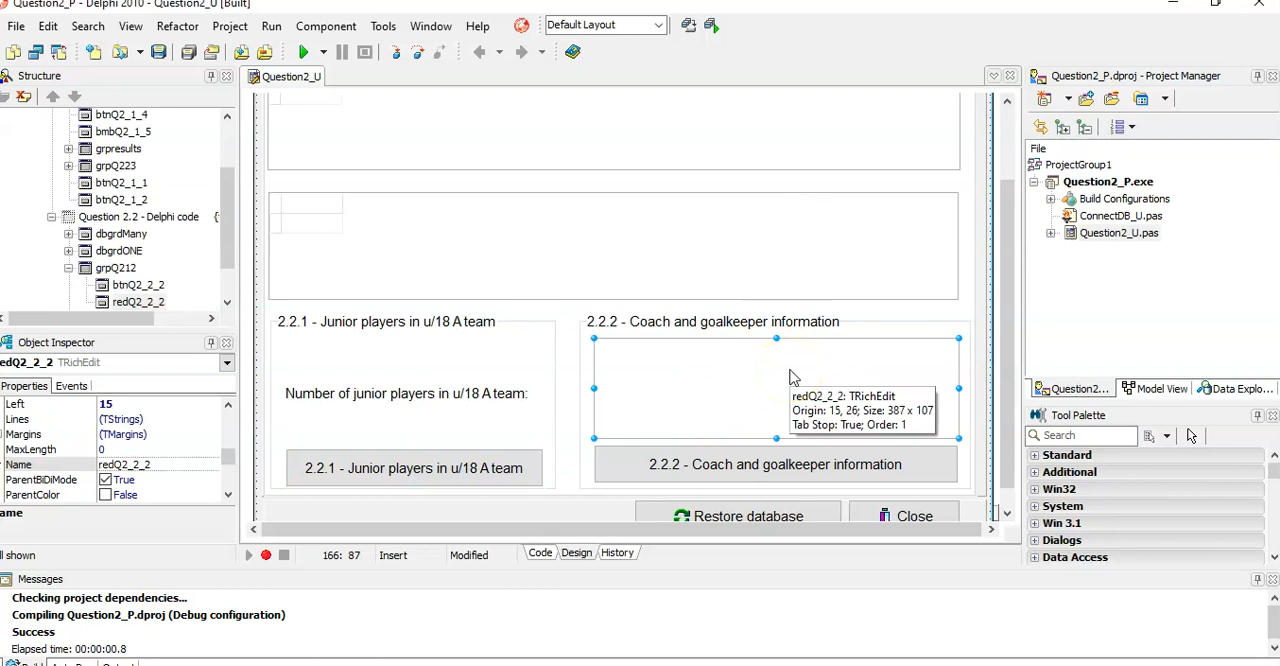 Question2_P - Delphi 2010 - Question2_U [Built]
File Edit Search View Refactor Project Run Component Tools Window Help Default Layout
Structure
btnQ2_1_4
bmbQ2_1_5
grpresults
grpQ223
btnQ2_1_1
btnQ2_1_2
Question 2.2 - Delphi code
dbgrdMany
dbgrdONE
grpQ212
btnQ2_2_2
redQ2_2_2
Object Inspector
edQ2_2_2 TRichEdit
Properties Events
Left 15
Lines (TStrings)
Margins (TMargins)
MaxLength 0
Name redQ2_2_2
ParentBiDiMode True
ParentColor False
ame
ll shown
Question2_U
2.2.1 - Junior players in u/18 A team
Number of junior players in u/18 A team:
2.2.1 - Junior players in u/18 A team
2.2.2 - Coach and goalkeeper information
redQ2_2_2: TRichEdit
Origin: 15, 26; Size: 387 x 107
Tab Stop: True; Order: 1
2.2.2 - Coach and goalkeeper information
Restore database Close
166: 87 Insert Modified Code Design History
Question2_P.dproj - Project Manager
File
ProjectGroup1
Question2_P.exe
Build Configurations
ConnectDB_U.pas
Question2_U.pas
Question2... Model View Data Explo...
Tool Palette
Search
Standard
Additional
Win32
System
Win 3.1
Dialogs
Data Access
Messages
Checking project dependencies...
Compiling Question2_P.dproj (Debug configuration)
Success
Elapsed time: 00:00:00.8
Build Output